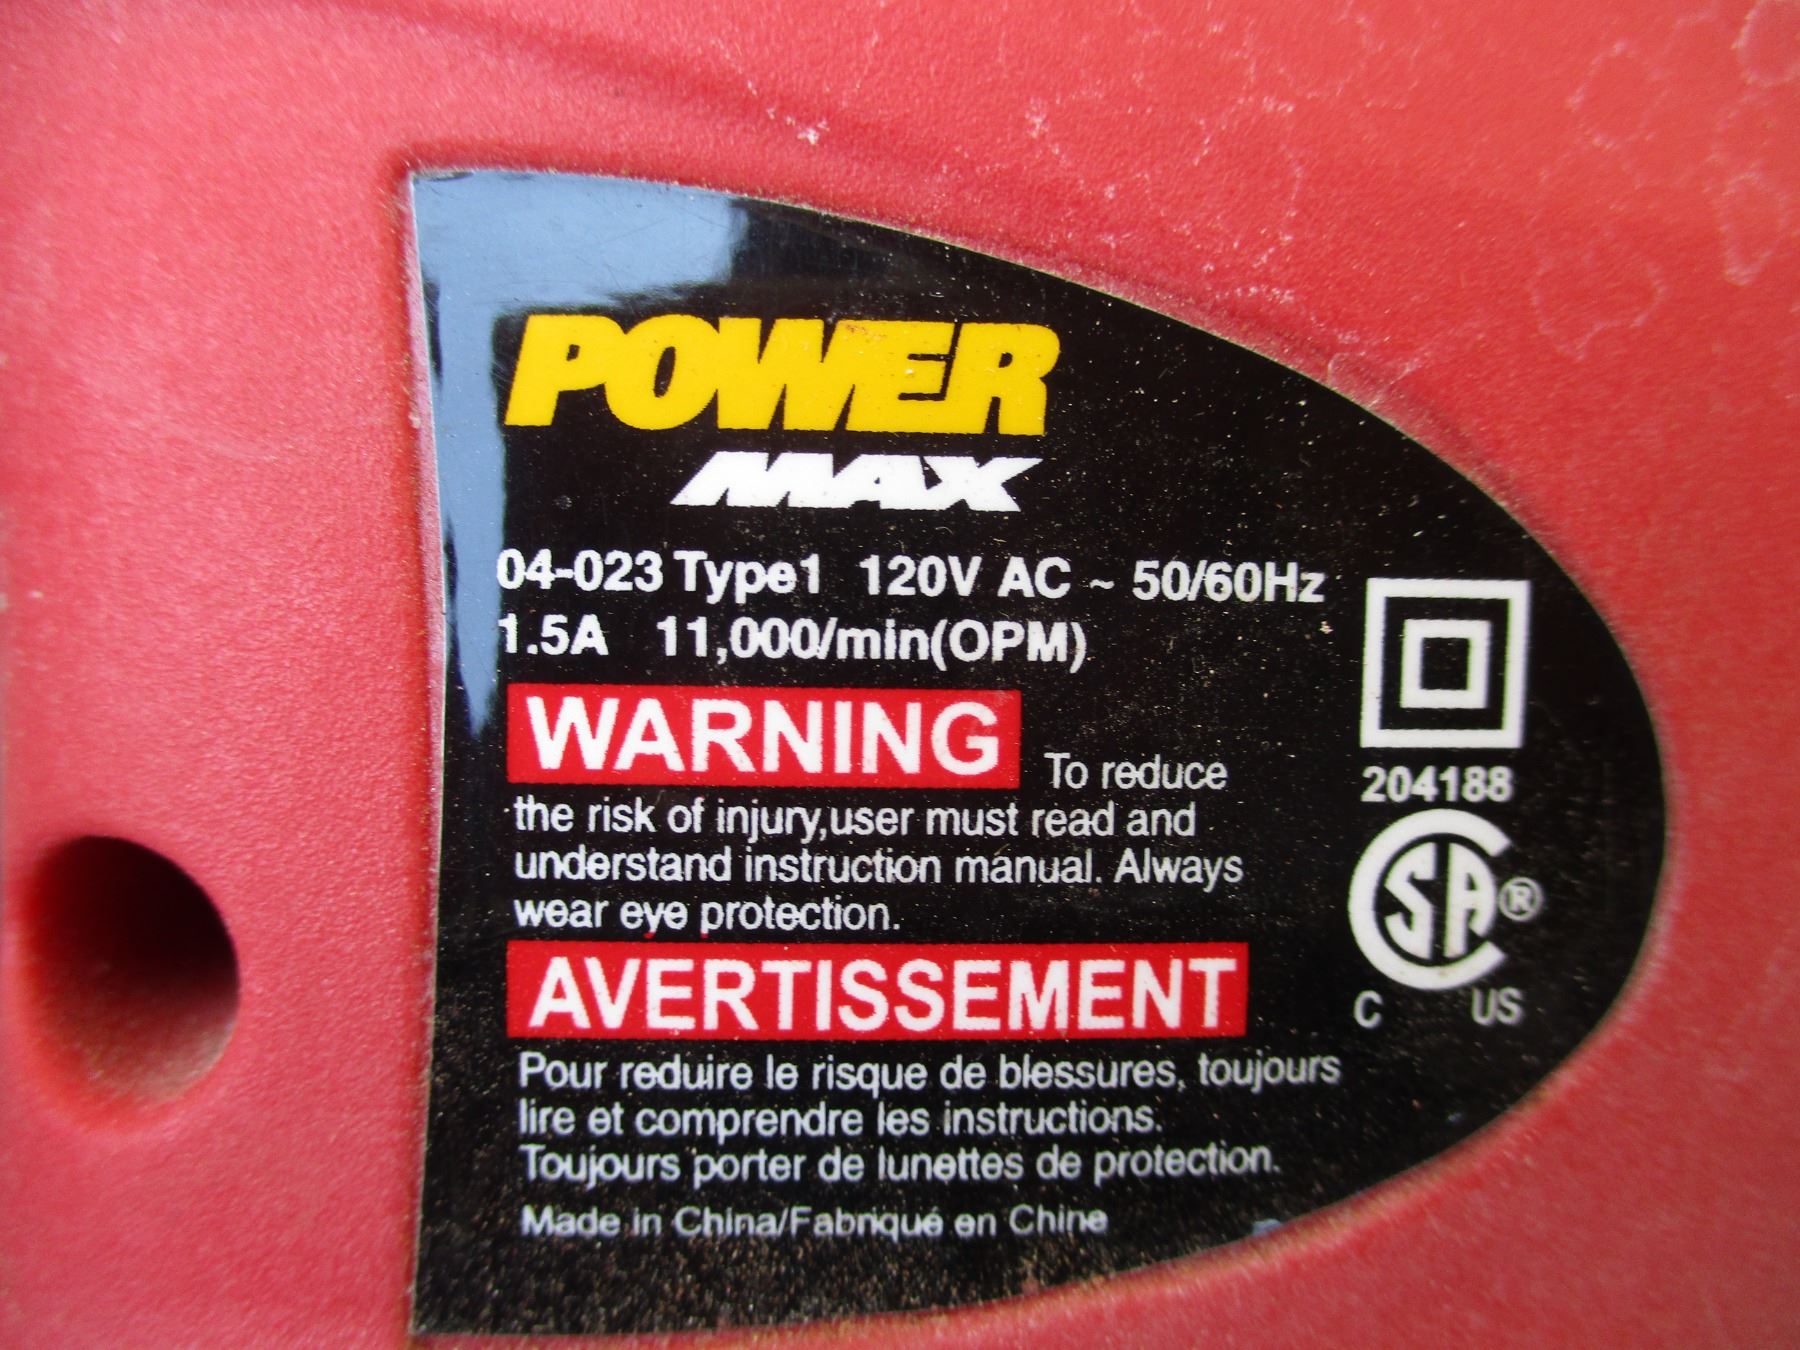 POWER
MAX
04-023 Type1 120V AC ~ 50/60Hz
1.5A 11,000/min(OPM)
WARNING To reduce
the risk of injury,user must read and
understand instruction manual. Always
wear eye protection.
AVERTISSEMENT
Pour reduire le risque de blessures, toujours
lire et comprendre les instructions.
Toujours porter de lunettes de protection.
Made in China/Fabriqué en Chine
204188
CSA®
C US